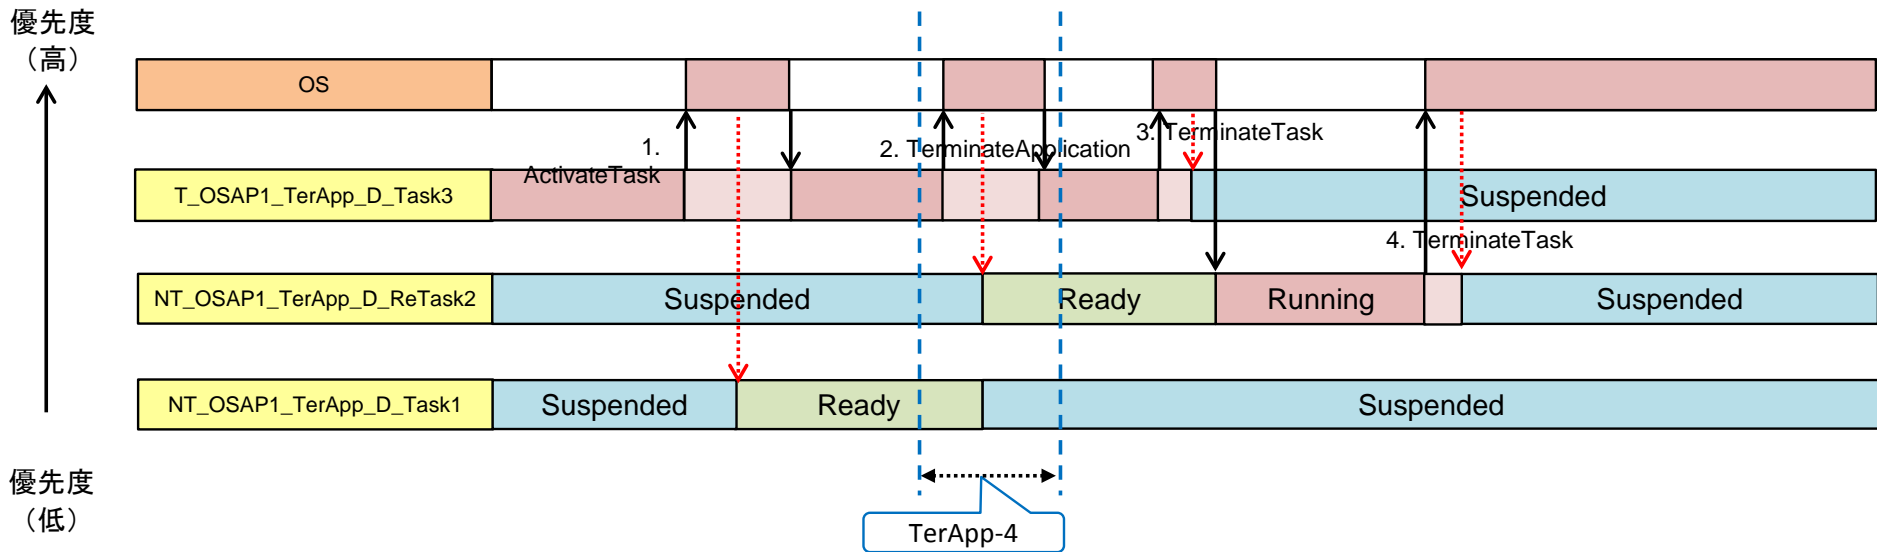 優先度
（高）
OS
1.
ActivateTask
2. TerminateApplication
3. TerminateTask
T_OSAP1_TerApp_D_Task3
Suspended
4. TerminateTask
NT_OSAP1_TerApp_D_ReTask2
Suspended
Ready
Running
Suspended
NT_OSAP1_TerApp_D_Task1
Suspended
Ready
Suspended
優先度
（低）
TerApp-4